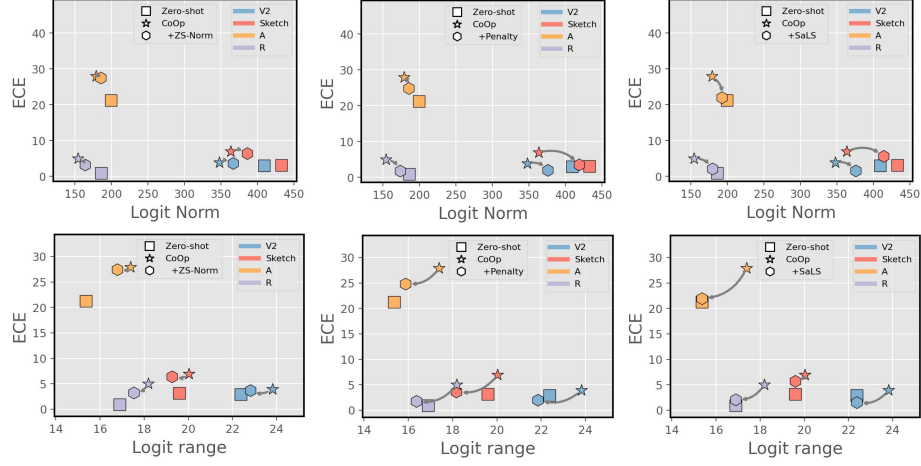 ECE
40
30
20
10
0
150
200
250
300
350
400
450
Logit Norm
Zero-shot
CoOp
+ZS-Norm
V2
Sketch
A
R
ECE
40
30
20
10
0
150
200
250
300
350
400
450
Logit Norm
Zero-shot
CoOp
+Penalty
V2
Sketch
A
R
ECE
40
30
20
10
0
150
200
250
300
350
400
450
Logit Norm
Zero-shot
CoOp
+SaLS
V2
Sketch
A
R
ECE
30
25
20
15
10
5
0
14
16
18
20
22
24
Logit range
Zero-shot
CoOp
+ZS-Norm
V2
Sketch
A
R
ECE
30
25
20
15
10
5
0
14
16
18
20
22
24
Logit range
Zero-shot
CoOp
+Penalty
V2
Sketch
A
R
ECE
30
25
20
15
10
5
0
14
16
18
20
22
24
Logit range
Zero-shot
CoOp
+SaLS
V2
Sketch
A
R